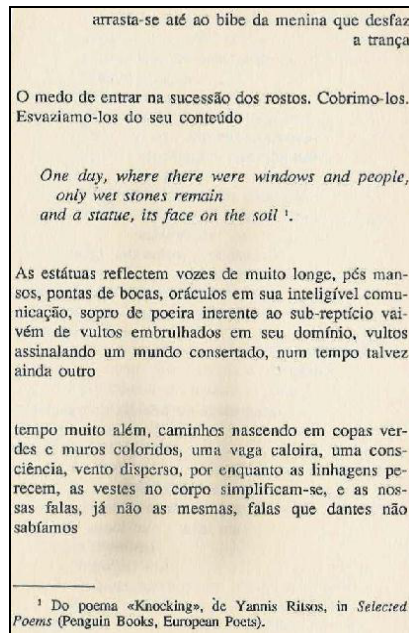 arrasta-se até ao bibe da menina que desfaz
a trança
O medo de entrar na sucessão dos rostos. Cobrimo-los.
Esvaziamo-los do seu conteúdo
One day, where there were windows and people,
only wet stones remain
and a statue, its face on the soil ¹.
As estátuas reflectem vozes de muito longe, pés man-
sos, pontas de bocas, oráculos em sua inteligível comu-
nicação, sopro de poeira inerente ao sub-reptício vai-
vém de vultos embrulhados em seu domínio, vultos
assinalando um mundo consertado, num tempo talvez
ainda outro
tempo muito além, caminhos nascendo em copas ver-
des e muros coloridos, uma vaga caloira, uma cons-
ciência, vento disperso, por enquanto as linhagens pe-
recem, as vestes no corpo simplificam-se, e as nos-
sas falas, já não as mesmas, falas que dantes não
sabíamos
¹ Do poema «Knocking», de Yannis Ritsos, in Selected
Poems (Penguin Books, European Poets).